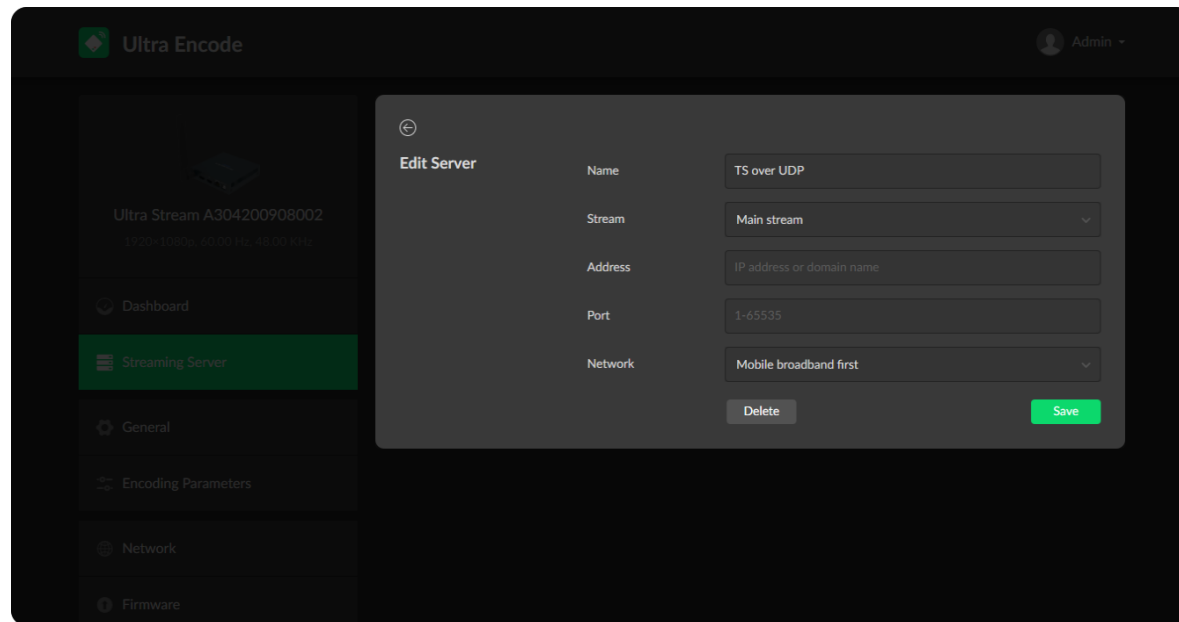 Ultra Encode
Admin
Ultra Stream A304200908002
1920×1080p, 60.00 Hz, 48.00 KHz
Dashboard
Streaming Server
General
Encoding Parameters
Network
Firmware
Edit Server
Name
TS over UDP
Stream
Main stream
Address
IP address or domain name
Port
1-65535
Network
Mobile broadband first
Delete
Save